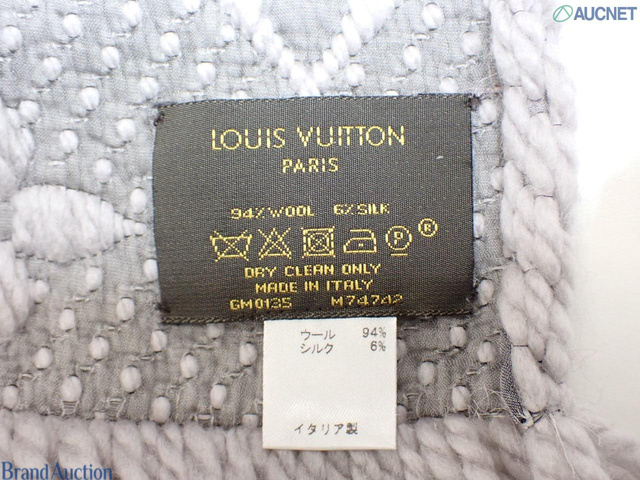 AUCNET
LOUIS VUITTON
PARIS
94% WOOL 6% SILK
P ®
DRY CLEAN ONLY
MADE IN ITALY
GM0135 M74742
ウール 94%
シルク 6%
イタリア製
Brand Auction